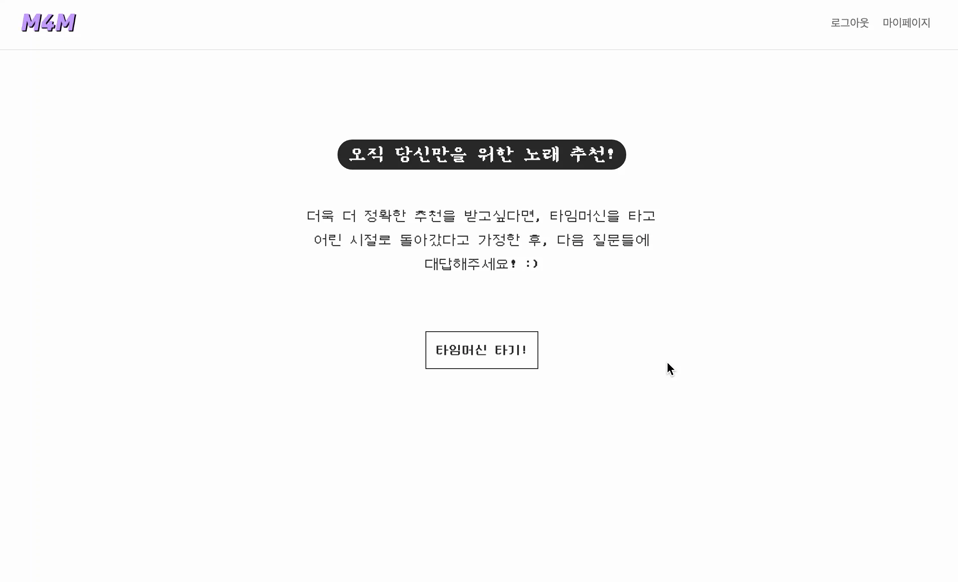 M4M
로그아웃 마이페이지
오직 당신만을 위한 노래 추천!
더욱 더 정확한 추천을 받고싶다면, 타임머신을 타고
어린 시절로 돌아갔다고 가정한 후, 다음 질문들에
대답해주세요! :)
타임머신 타기!